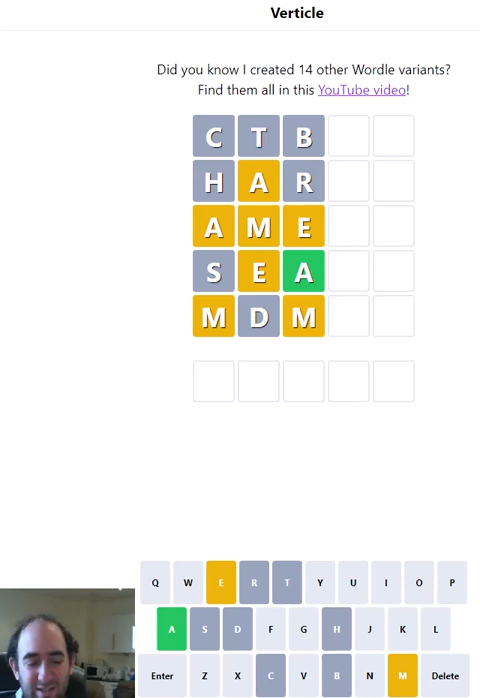 Verticle
Did you know I created 14 other Wordle variants?
Find them all in this YouTube video!
C T B
H A R
A M E
S E A
M D M
Q W E R T Y U I O P
A S D F G H J K L
Enter Z X C V B N M Delete